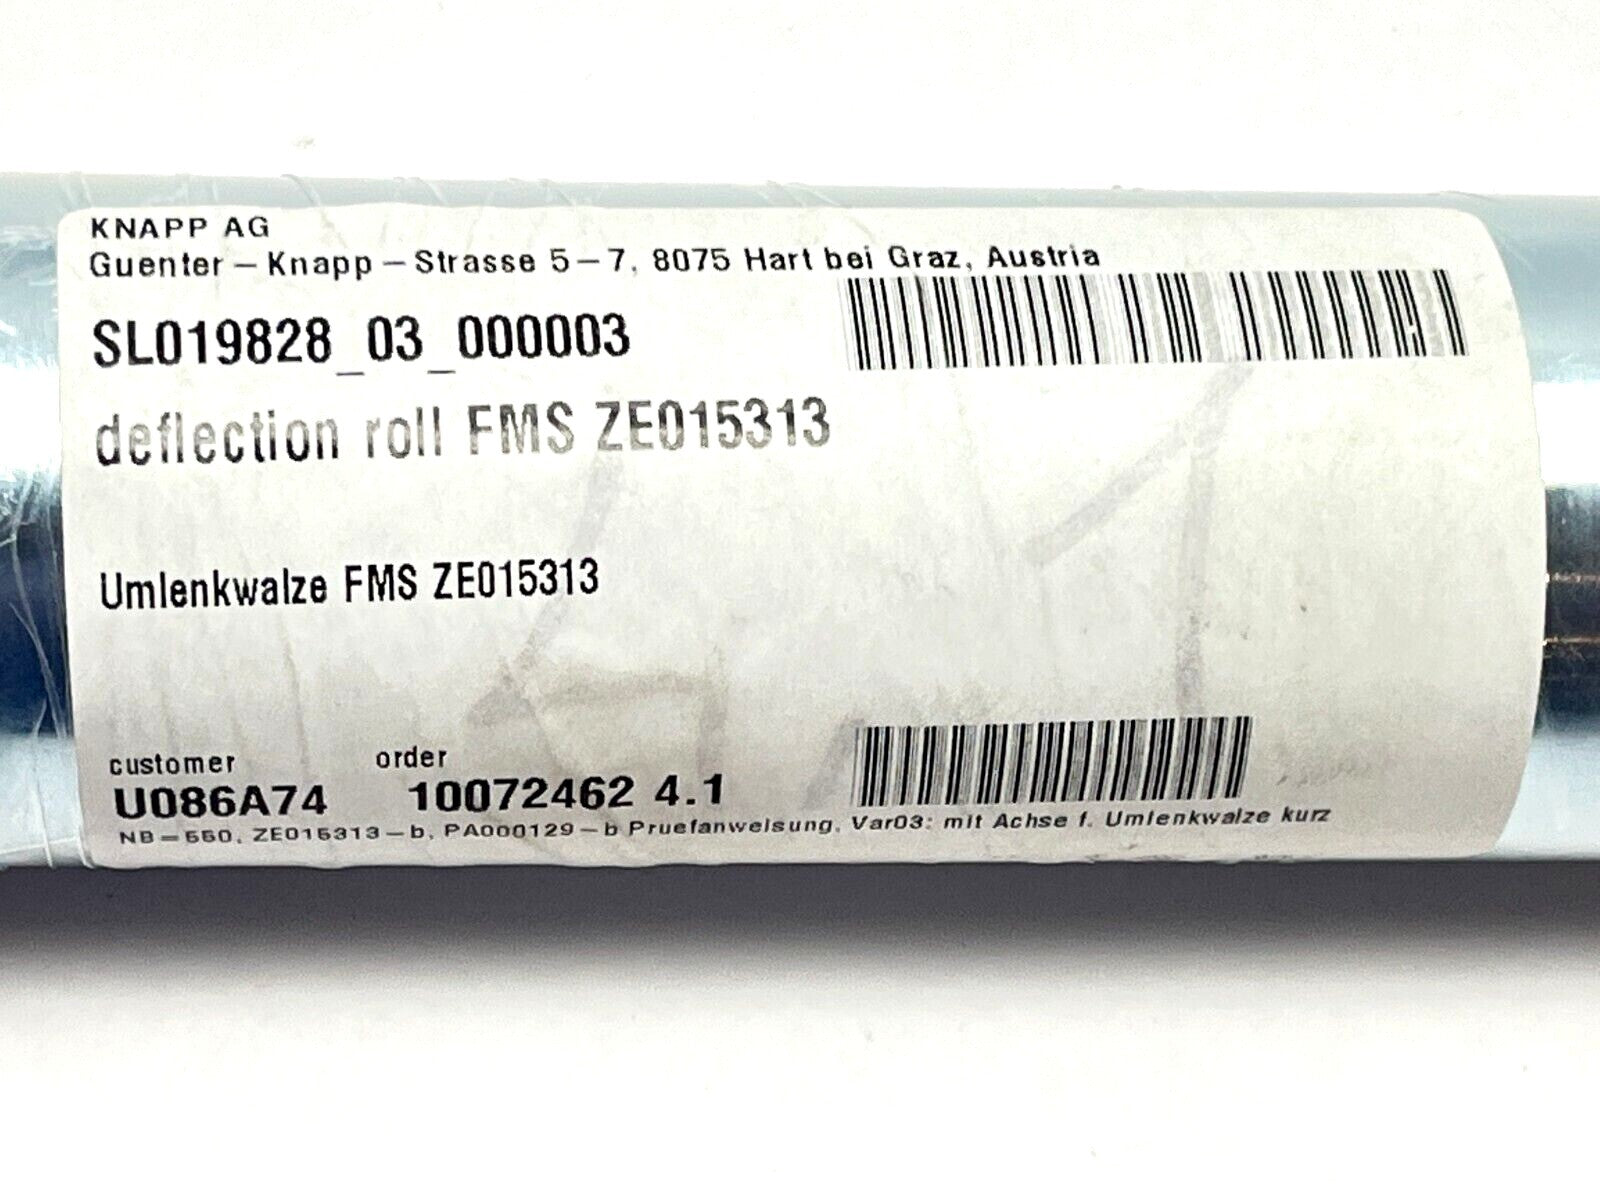 KNAPP AG
Guenter-Knapp-Strasse 5-7, 8075 Hart bei Graz, Austria
SL019828_03_000003
deflection roll FMS ZE015313
Umlenkwalze FMS ZE015313
customer order
U086A74 10072462 4.1
NB=550, ZE015313-b, PA000129-b Pruefanweisung, Var03: mit Achse f. Umlenkwalze kurz